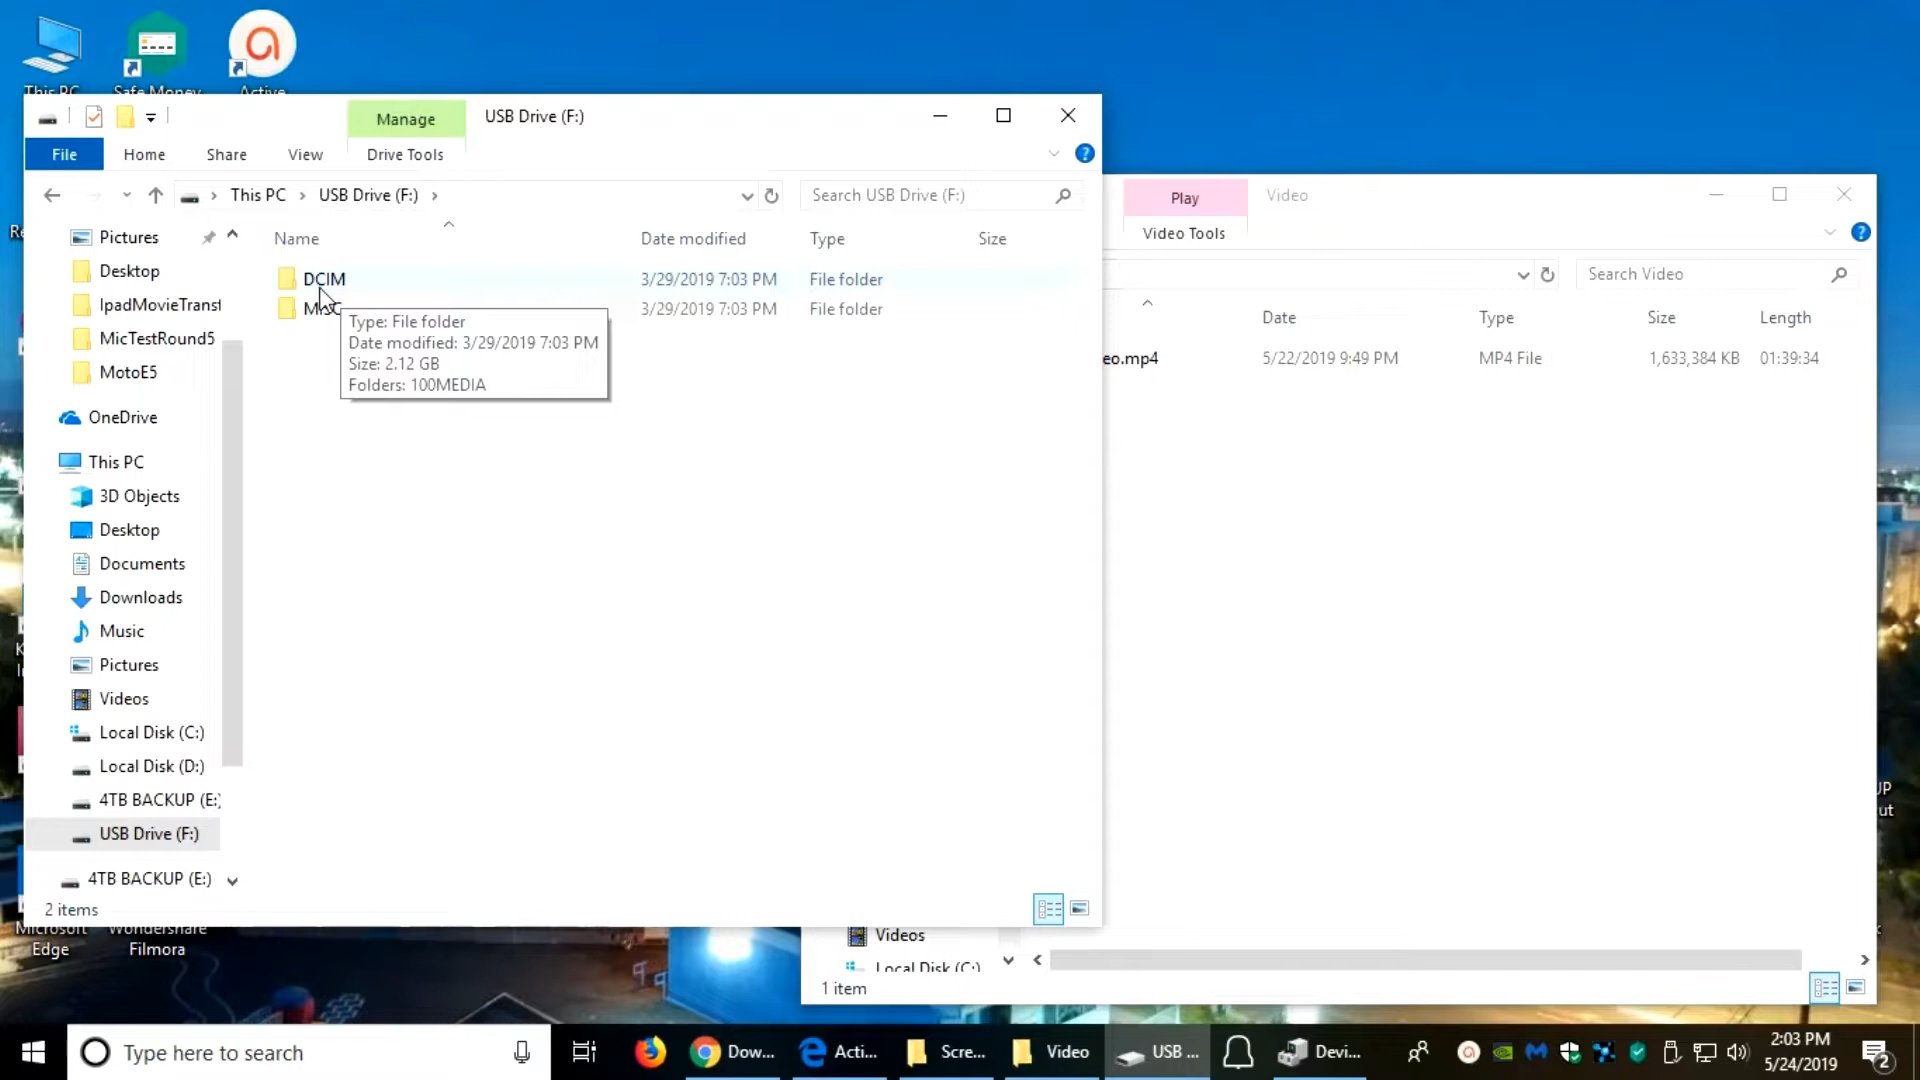 This PC
Safe Money
Active
Manage
USB Drive (F:)
File
Home
Share
View
Drive Tools
This PC
USB Drive (F:)
Search USB Drive (F:)
Pictures
Desktop
IpadMovieTransf
MicTestRound5
MotoE5
OneDrive
This PC
3D Objects
Desktop
Documents
Downloads
Music
Pictures
Videos
Local Disk (C:)
Local Disk (D:)
4TB BACKUP (E:)
USB Drive (F:)
4TB BACKUP (E:)
2 items
Name
Date modified
Type
Size
DCIM
3/29/2019 7:03 PM
File folder
MISC
3/29/2019 7:03 PM
File folder
Type: File folder
Date modified: 3/29/2019 7:03 PM
Size: 2.12 GB
Folders: 100MEDIA
Play
Video
Video Tools
Search Video
Date
Type
Size
Length
eo.mp4
5/22/2019 9:49 PM
MP4 File
1,633,384 KB
01:39:34
Videos
Local Disk (C:)
1 item
Microsoft
Edge
Wondershare
Filmora
Type here to search
Dow...
Acti...
Scre...
Video
USB ...
Devi...
2:03 PM
5/24/2019
2